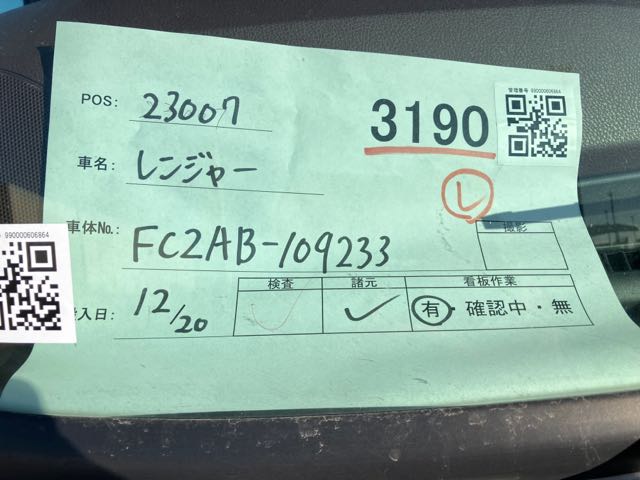 管理番号 990000606864
POS: 23007
3190
車名: レンジャー
レ
990000606864
車体No.: FC2AB-109233
撮影
入日: 12/20
検査 諸元 看板作業
✓ ✓ 有・確認中・無